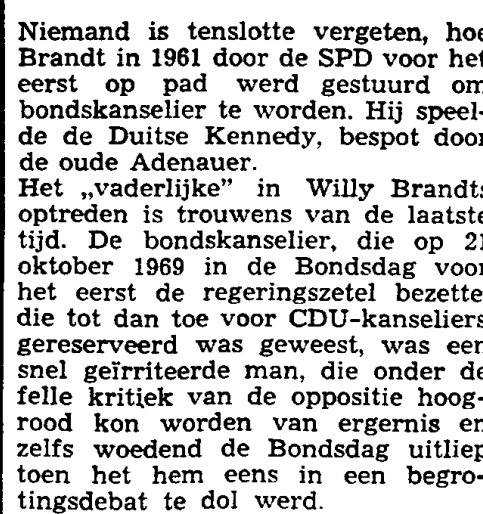 Niemand is tenslotte vergeten, hoe
Brandt in 1961 door de SPD voor het
eerst op pad werd gestuurd om
bondskanselier te worden. Hij speel-
de de Duitse Kennedy, bespot door
de oude Adenauer.
Het „vaderlijke” in Willy Brandts
optreden is trouwens van de laatste
tijd. De bondskanselier, die op 21
oktober 1969 in de Bondsdag voor
het eerst de regeringszetel bezette
die tot dan toe voor CDU-kanseliers
gereserveerd was geweest, was een
snel geïrriteerde man, die onder de
felle kritiek van de oppositie hoog-
rood kon worden van ergernis en
zelfs woedend de Bondsdag uitliep
toen het hem eens in een begro-
tingsdebat te dol werd.